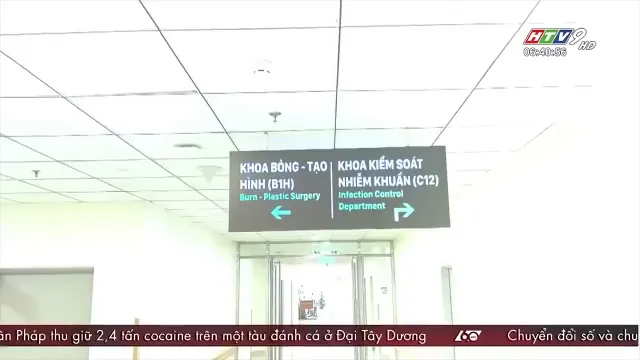 HTV9 HD
06:40:56
KHOA BỎNG - TẠO
HÌNH (B1H)
Burn - Plastic Surgery
KHOA KIỂM SOÁT
NHIỄM KHUẨN (C12)
Infection Control
Department
ân Pháp thu giữ 2,4 tấn cocaine trên một tàu đánh cá ở Đại Tây Dương
60
Chuyển đổi số và chu